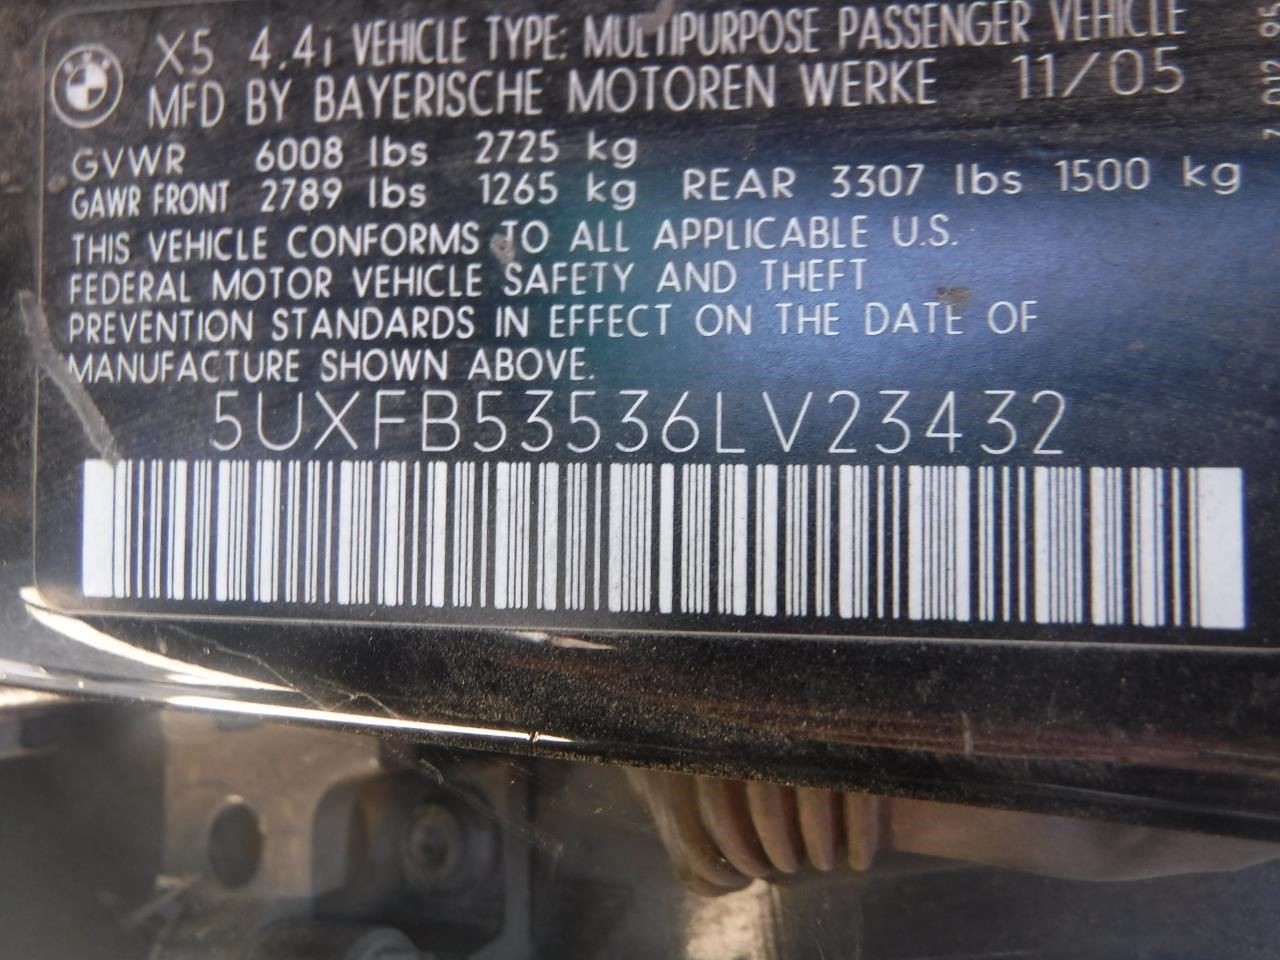 X5 4.4i VEHICLE TYPE: MULTIPURPOSE PASSENGER VEHICLE
MFD BY BAYERISCHE MOTOREN WERKE 11/05
GVWR 6008 lbs 2725 kg
GAWR FRONT 2789 lbs 1265 kg REAR 3307 lbs 1500 kg
THIS VEHICLE CONFORMS TO ALL APPLICABLE U.S.
FEDERAL MOTOR VEHICLE SAFETY AND THEFT
PREVENTION STANDARDS IN EFFECT ON THE DATE OF
MANUFACTURE SHOWN ABOVE.
5UXFB53536LV23432